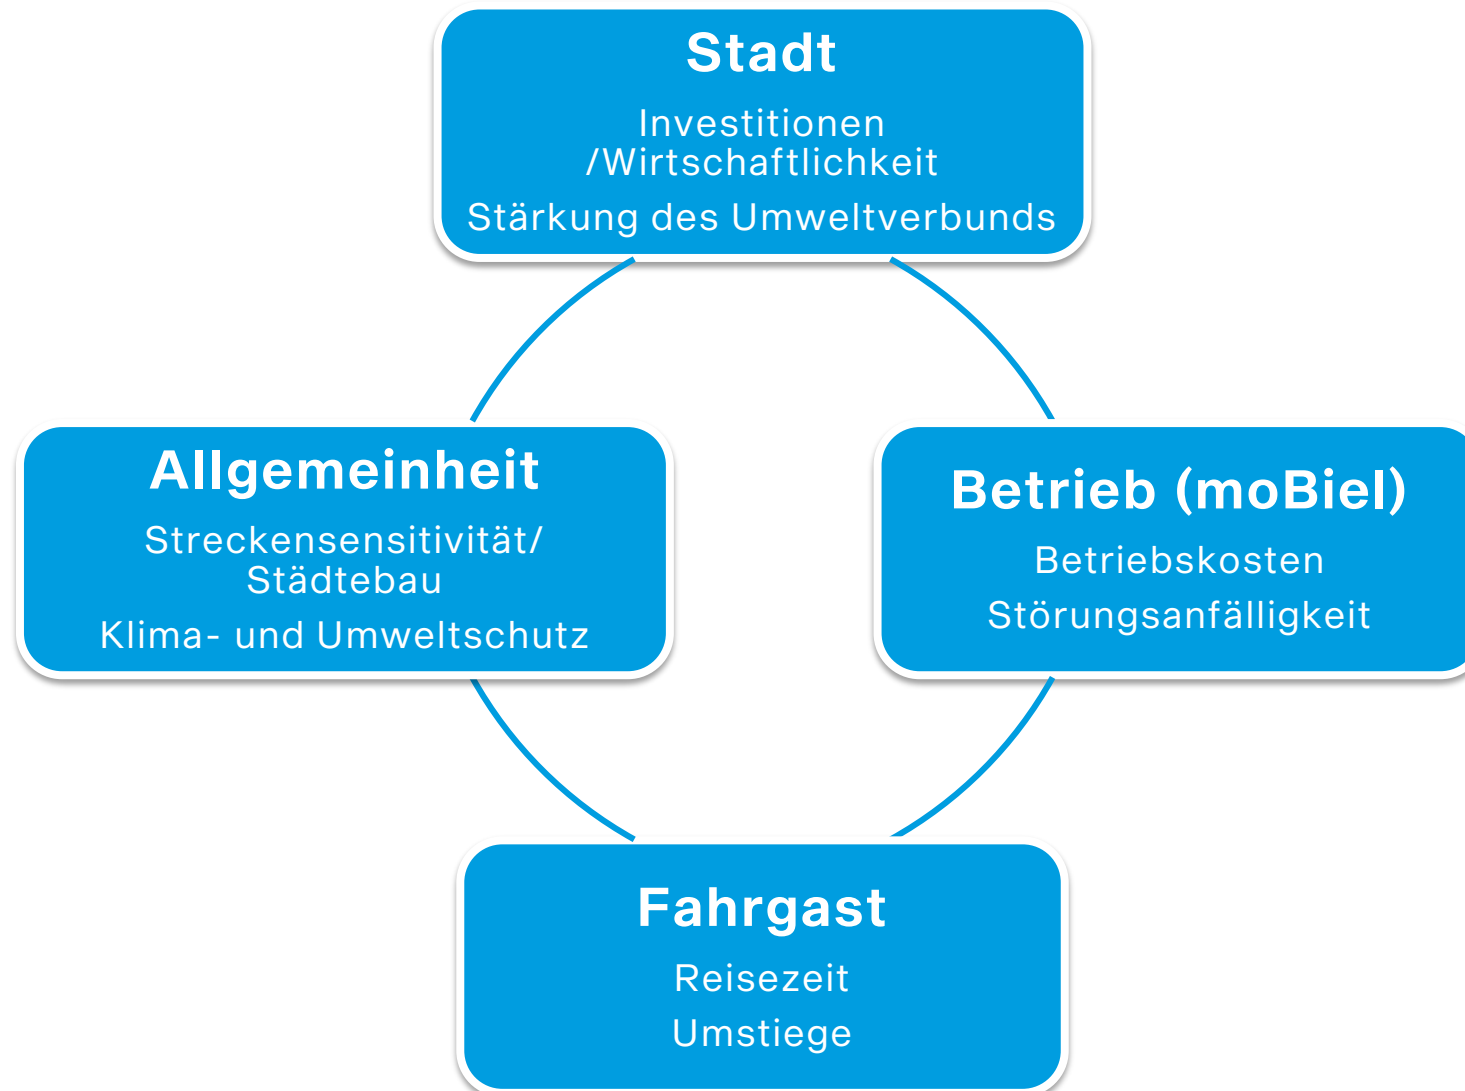 Stadt
Investitionen
/Wirtschaftlichkeit
Stärkung des Umweltverbunds
Allgemeinheit
Streckensensitivität/
Städtebau
Klima- und Umweltschutz
Betrieb (moBiel)
Betriebskosten
Störungsanfälligkeit
Fahrgast
Reisezeit
Umstiege